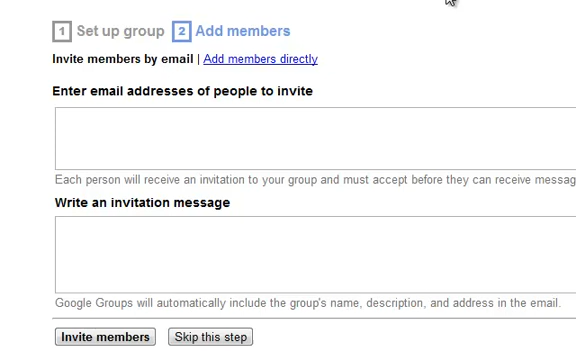 1 Set up group 2 Add members
Invite members by email | Add members directly
Enter email addresses of people to invite
Each person will receive an invitation to your group and must accept before they can receive messag
Write an invitation message
Google Groups will automatically include the group's name, description, and address in the email.
Invite members Skip this step